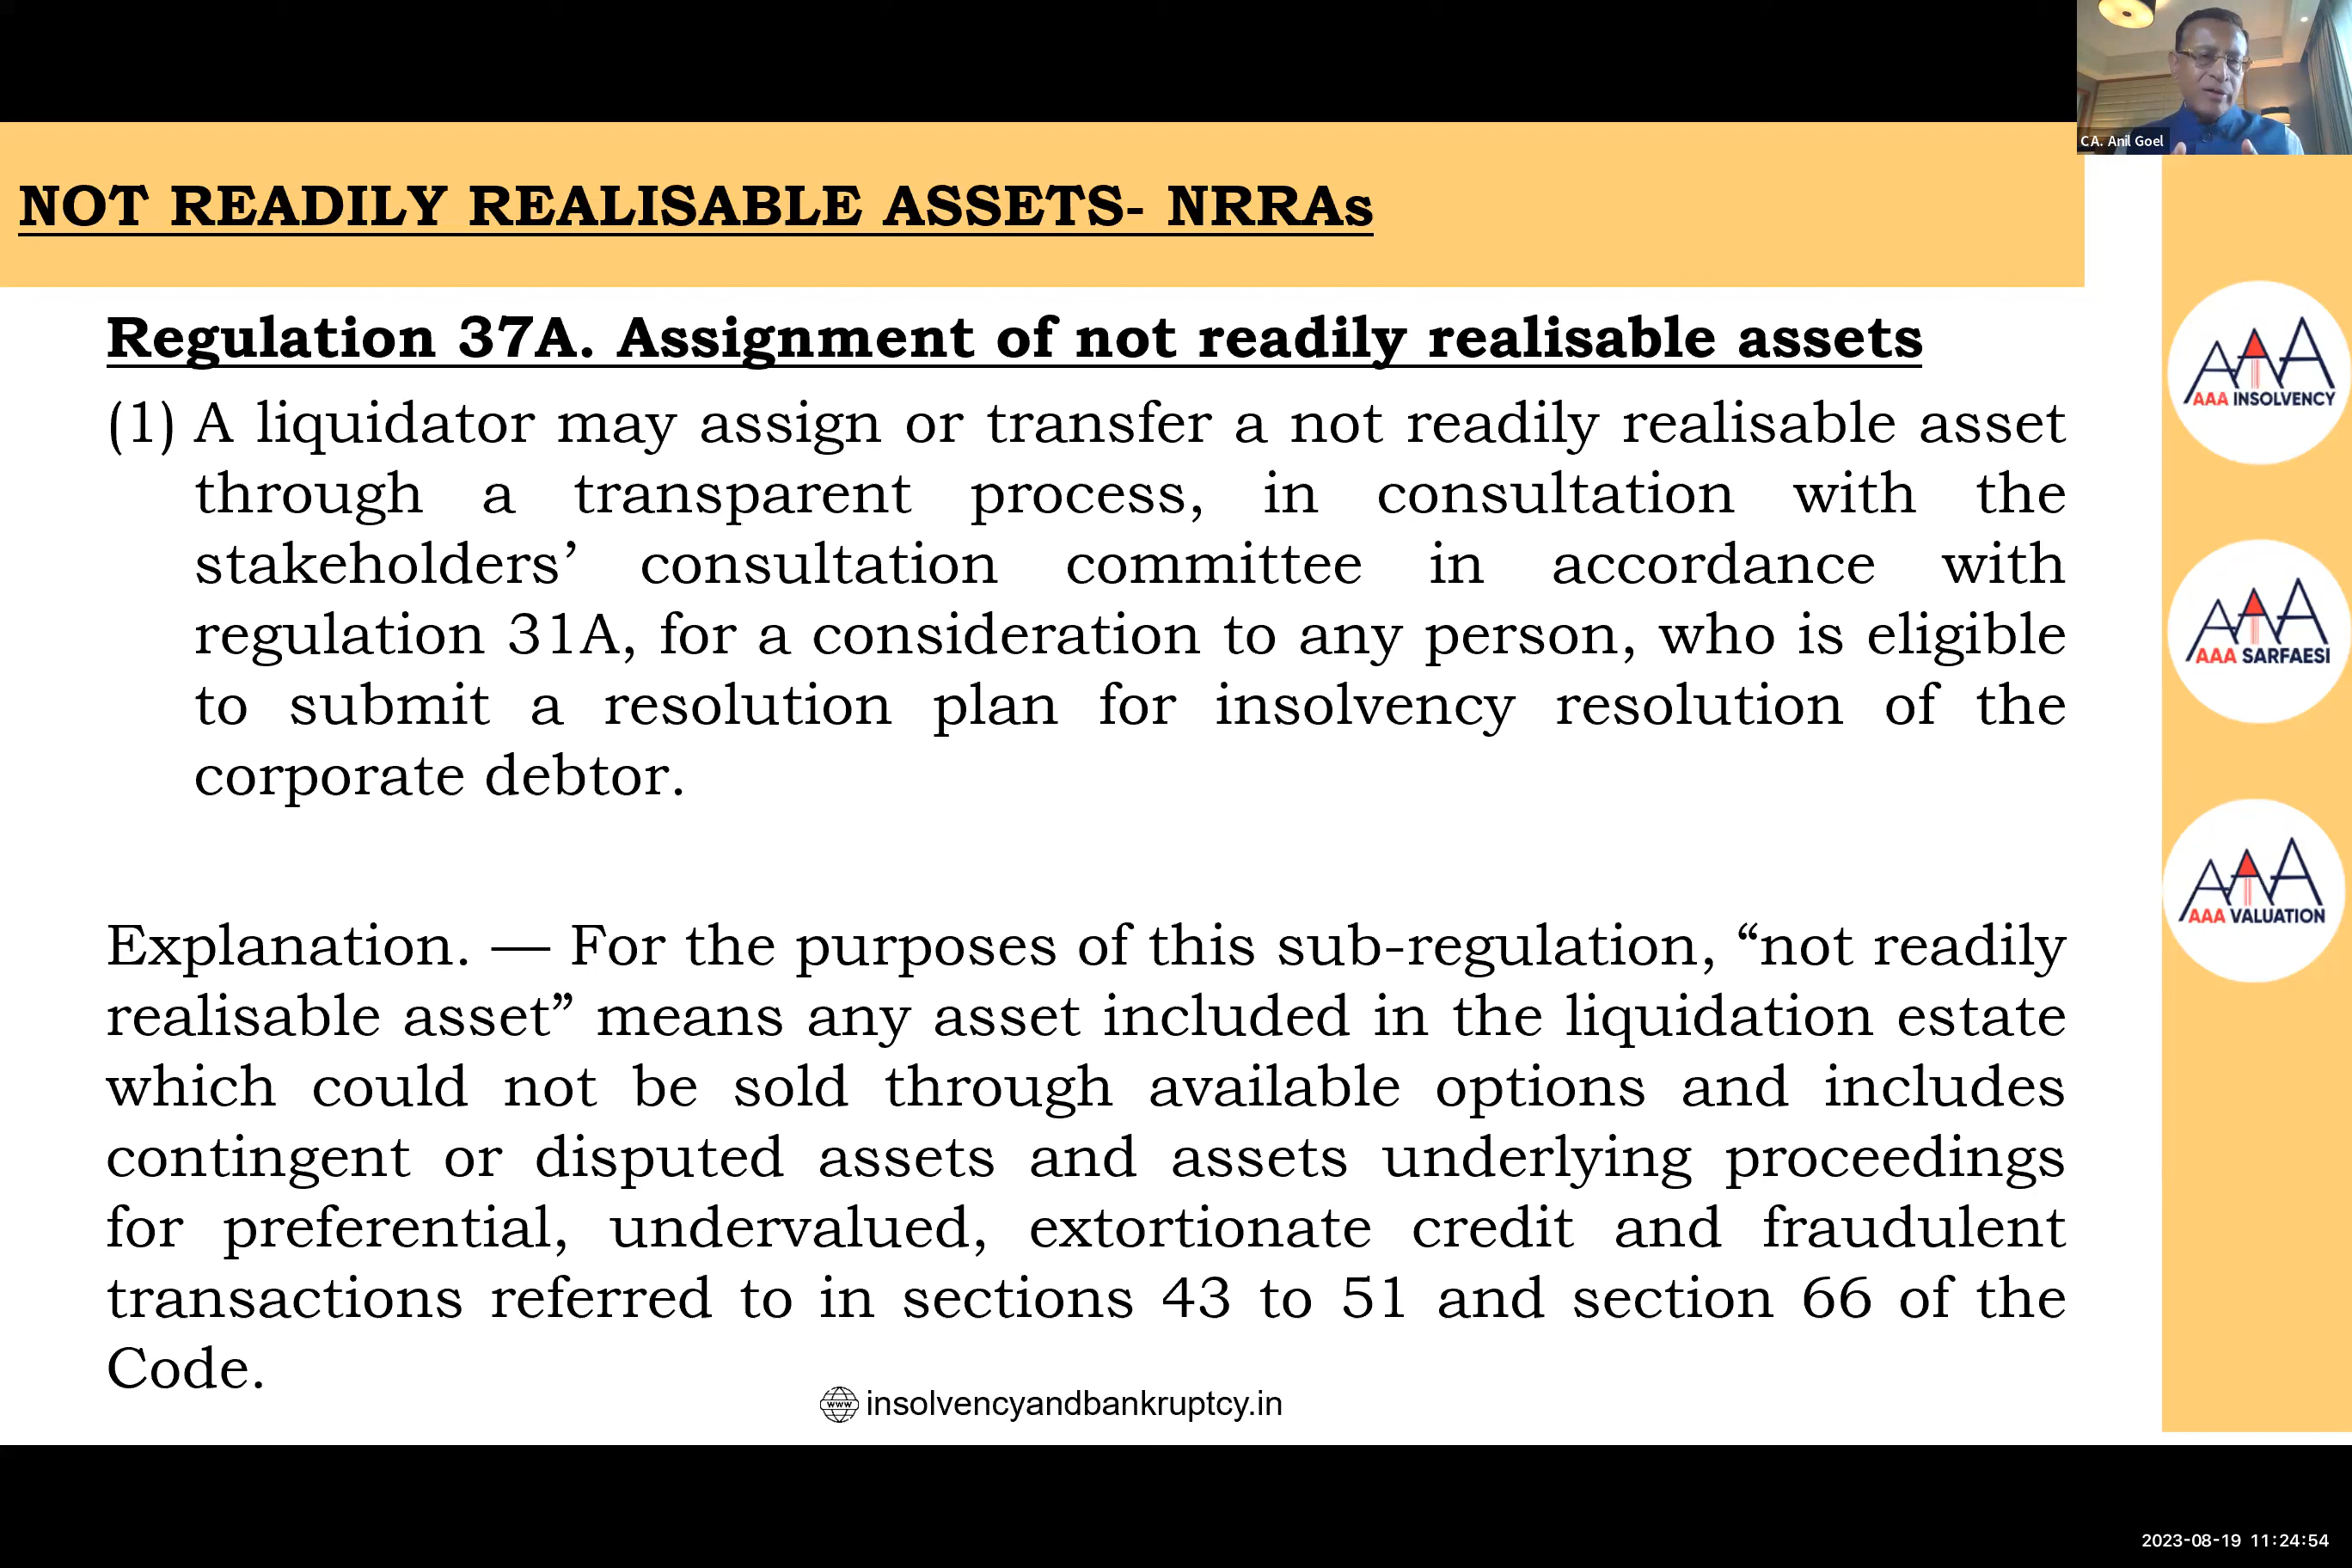 CA. Anil Goel
NOT READILY REALISABLE ASSETS- NRRAs
Regulation 37A. Assignment of not readily realisable assets
(1) A liquidator may assign or transfer a not readily realisable asset
through a transparent process, in consultation with the
stakeholders’ consultation committee in accordance with
regulation 31A, for a consideration to any person, who is eligible
to submit a resolution plan for insolvency resolution of the
corporate debtor.
Explanation. — For the purposes of this sub-regulation, “not readily
realisable asset” means any asset included in the liquidation estate
which could not be sold through available options and includes
contingent or disputed assets and assets underlying proceedings
for preferential, undervalued, extortionate credit and fraudulent
transactions referred to in sections 43 to 51 and section 66 of the
Code.
www insolvencyandbankruptcy.in
AAA
AAA INSOLVENCY
AAA
AAA SARFAESI
AAA
AAA VALUATION
2023-08-19 11:24:54